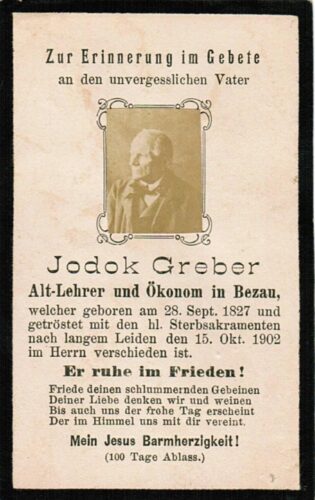 Zur Erinnerung im Gebete
an den unvergesslichen Vater
Jodok Greber
Alt-Lehrer und Ökonom in Bezau,
welcher geboren am 28. Sept. 1827 und
getröstet mit den hl. Sterbsakramenten
nach langem Leiden den 15. Okt. 1902
im Herrn verschieden ist.
Er ruhe im Frieden!
Friede deinen schlummernden Gebeinen
Deiner Liebe denken wir und weinen
Bis auch uns der frohe Tag erscheint
Der im Himmel uns mit dir vereint.
Mein Jesus Barmherzigkeit!
(100 Tage Ablass.)